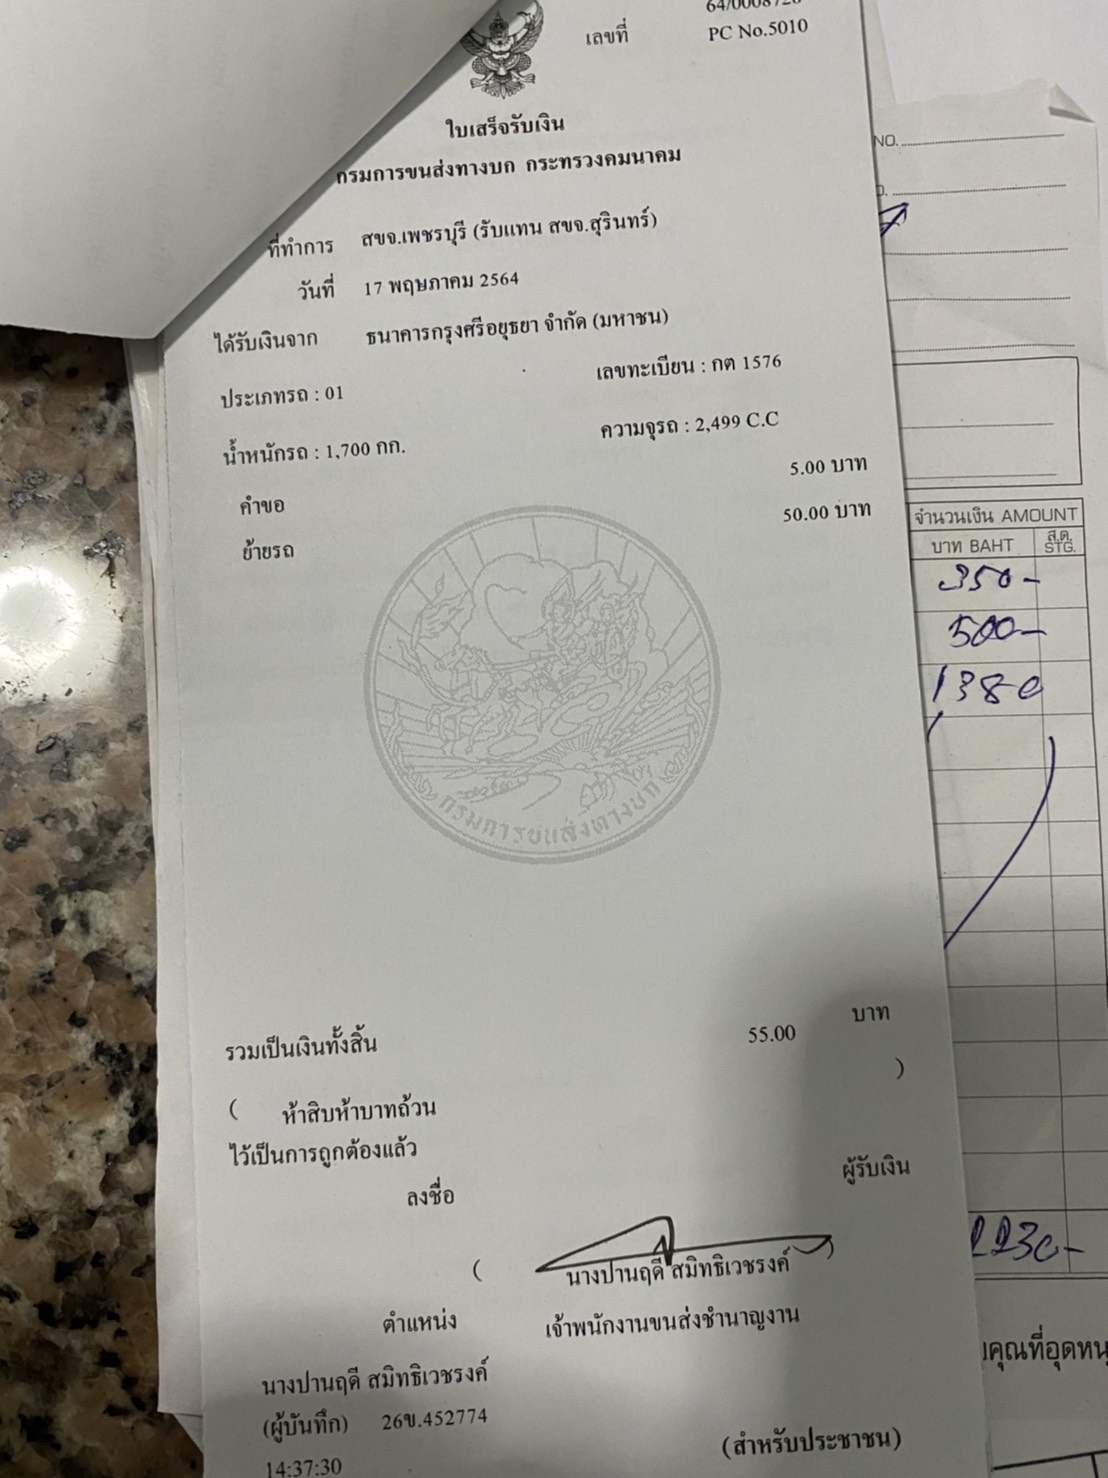 เลขที่
PC No.5010
ใบเสร็จรับเงิน
กรมการขนส่งทางบก กระทรวงคมนาคม
ที่ทำการ สขจ.เพชรบุรี (รับแทน สขจ.สุรินทร์)
วันที่ 17 พฤษภาคม 2564
ได้รับเงินจาก ธนาคารกรุงศรีอยุธยา จำกัด (มหาชน)
ประเภทรถ : 01 เลขทะเบียน : กต 1576
น้ำหนักรถ : 1,700 กก. ความจุรถ : 2,499 C.C
คำขอ 5.00 บาท
ย้ายรถ 50.00 บาท
กรมการขนส่งทางบก
รวมเป็นเงินทั้งสิ้น 55.00 บาท
( ห้าสิบห้าบาทถ้วน )
ไว้เป็นการถูกต้องแล้ว
ลงชื่อ ผู้รับเงิน
( นางปานฤดี สมิทธิเวชรงค์ )
ตำแหน่ง เจ้าพนักงานขนส่งชำนาญงาน
นางปานฤดี สมิทธิเวชรงค์
(ผู้บันทึก) 26ข.452774
14:37:30
(สำหรับประชาชน)
NO.
จำนวนเงิน AMOUNT
บาท BAHT ส.ต. STG.
350-
500-
1380
2230-